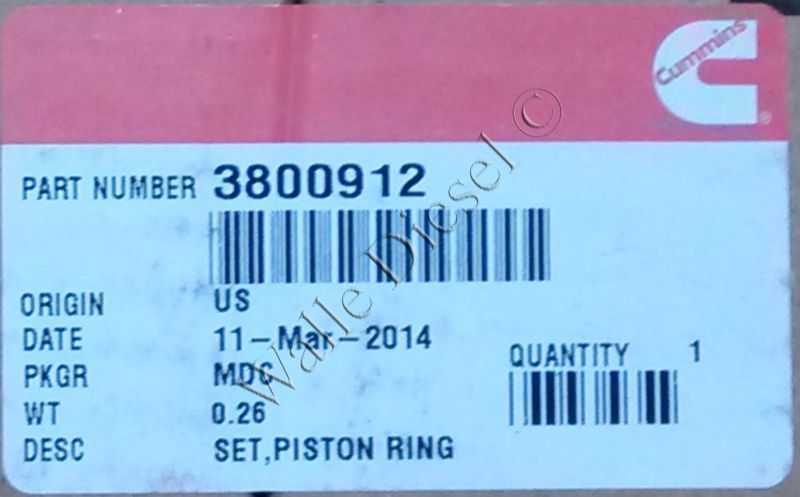 Cummins
®
PART NUMBER 3800912
ORIGIN US
DATE 11-Mar-2014
PKGR MDC
QUANTITY 1
WT 0.26
DESC SET,PISTON RING
Walle Diesel ©